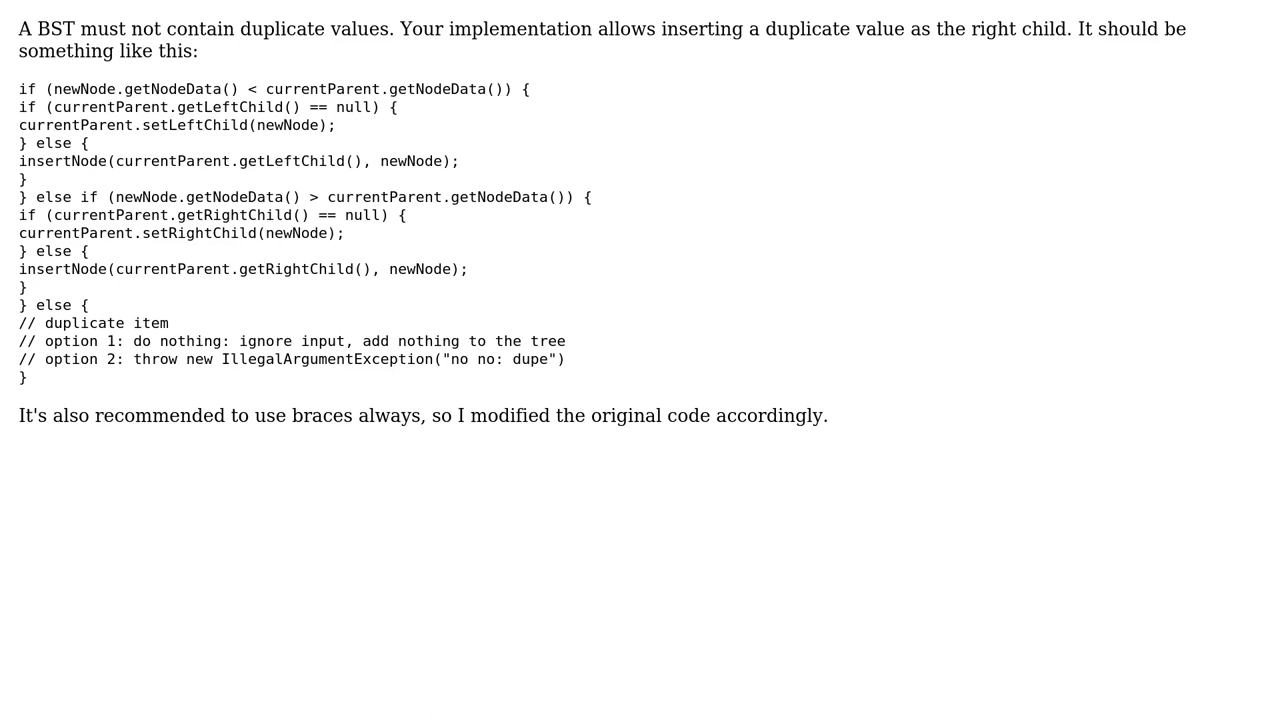 A BST must not contain duplicate values. Your implementation allows inserting a duplicate value as the right child. It should be
something like this:
if (newNode.getNodeData() < currentParent.getNodeData()) {
if (currentParent.getLeftChild() == null) {
currentParent.setLeftChild(newNode);
} else {
insertNode(currentParent.getLeftChild(), newNode);
}
} else if (newNode.getNodeData() > currentParent.getNodeData()) {
if (currentParent.getRightChild() == null) {
currentParent.setRightChild(newNode);
} else {
insertNode(currentParent.getRightChild(), newNode);
}
} else {
// duplicate item
// option 1: do nothing: ignore input, add nothing to the tree
// option 2: throw new IllegalArgumentException("no no: dupe")
}
It's also recommended to use braces always, so I modified the original code accordingly.